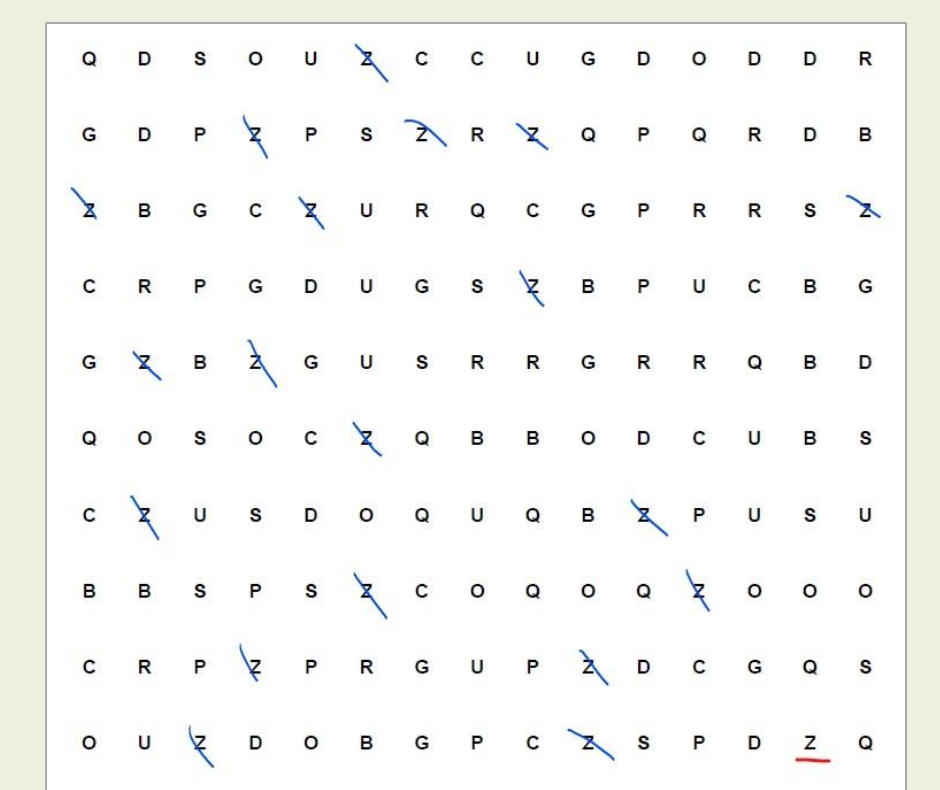 Q D S O U Z C C U G D O D D R
G D P Z P S Z R Z Q P Q R D B
Z B G C Z U R Q C G P R R S Z
C R P G D U G S Z B P U C B G
G Z B Z G U S R R G R R Q B D
Q O S O C Z Q B B O D C U B S
C Z U S D O Q U Q B Z P U S U
B B S P S Z C O Q O Q Z O O O
C R P Z P R G U P Z D C G Q S
O U Z D O B G P C Z S P D Z Q